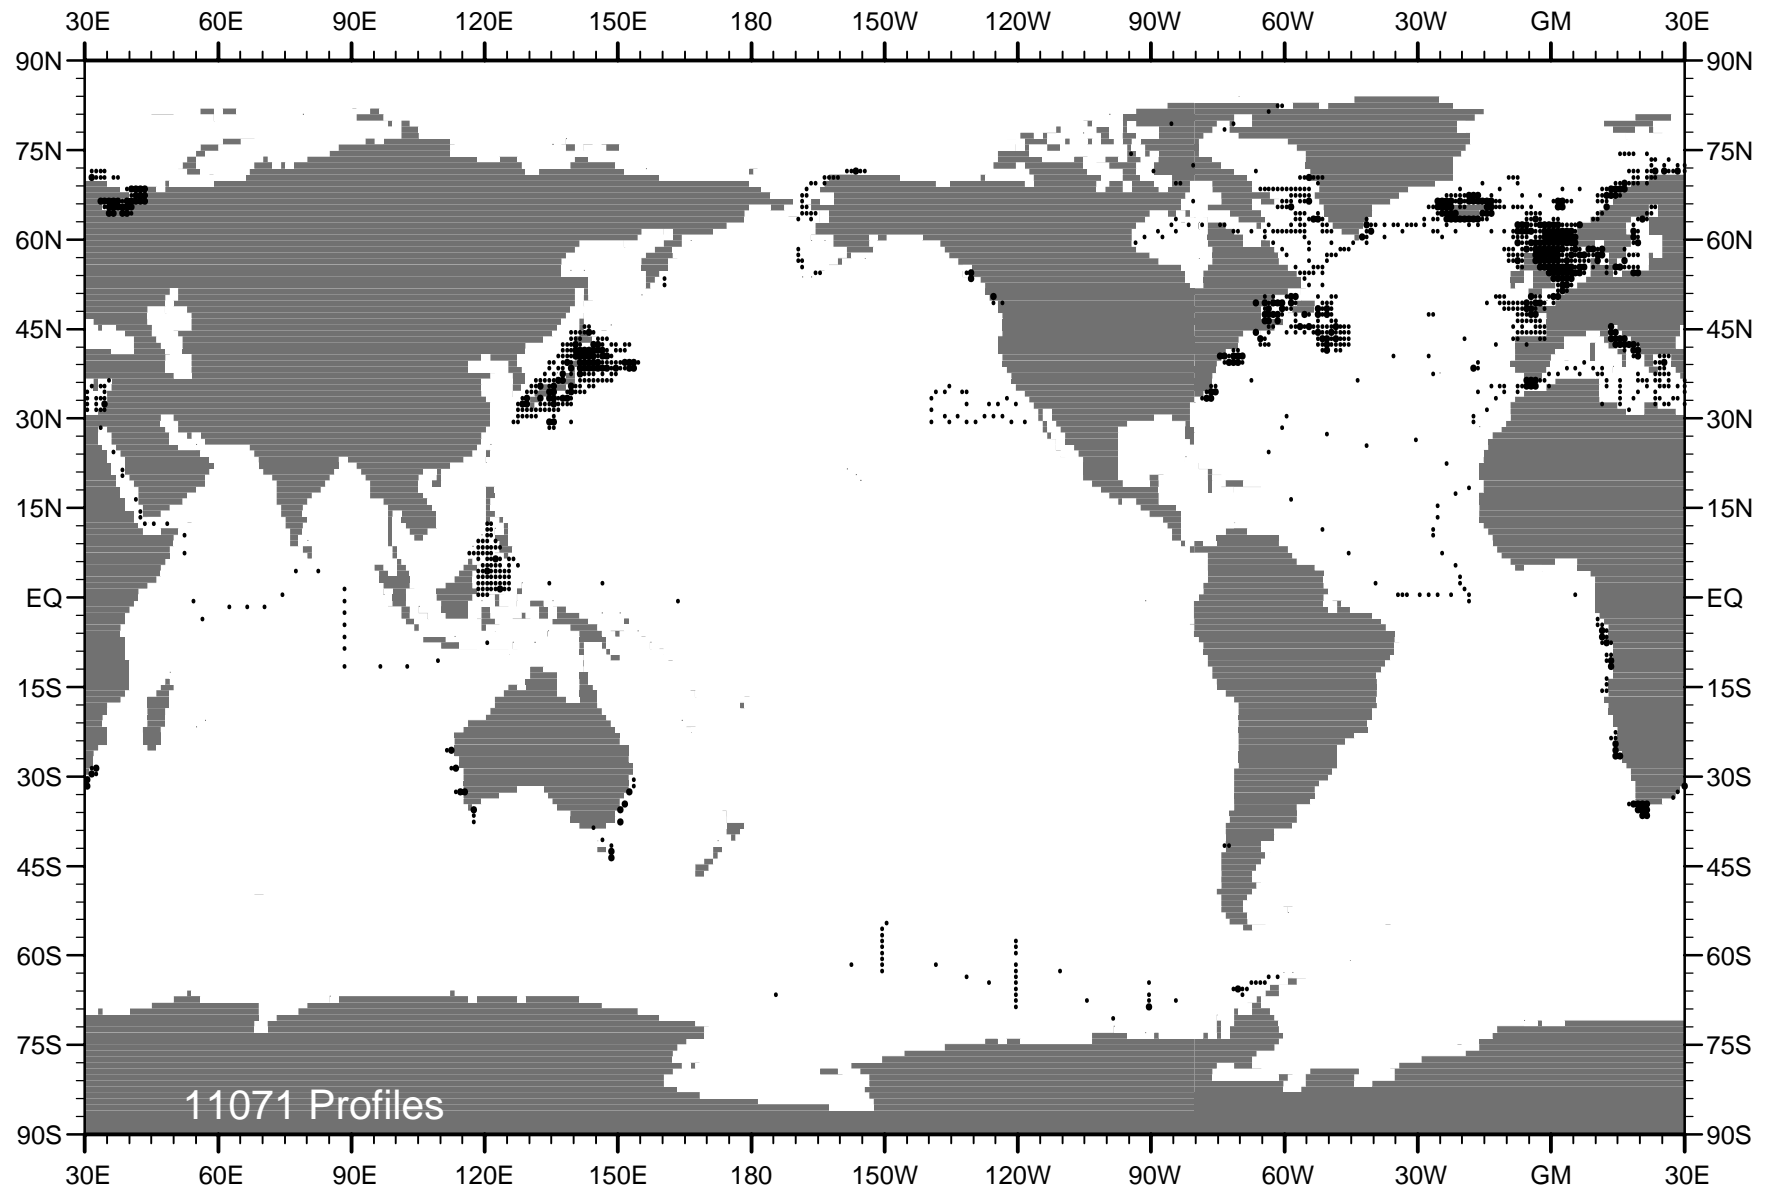 30E 60E 90E 120E 150E 180 150W 120W 90W 60W 30W GM 30E
90N 90N
75N 75N
60N 60N
45N 45N
30N 30N
15N 15N
EQ EQ
15S 15S
30S 30S
45S 45S
60S 60S
75S 75S
11071 Profiles
90S 90S
30E 60E 90E 120E 150E 180 150W 120W 90W 60W 30W GM 30E